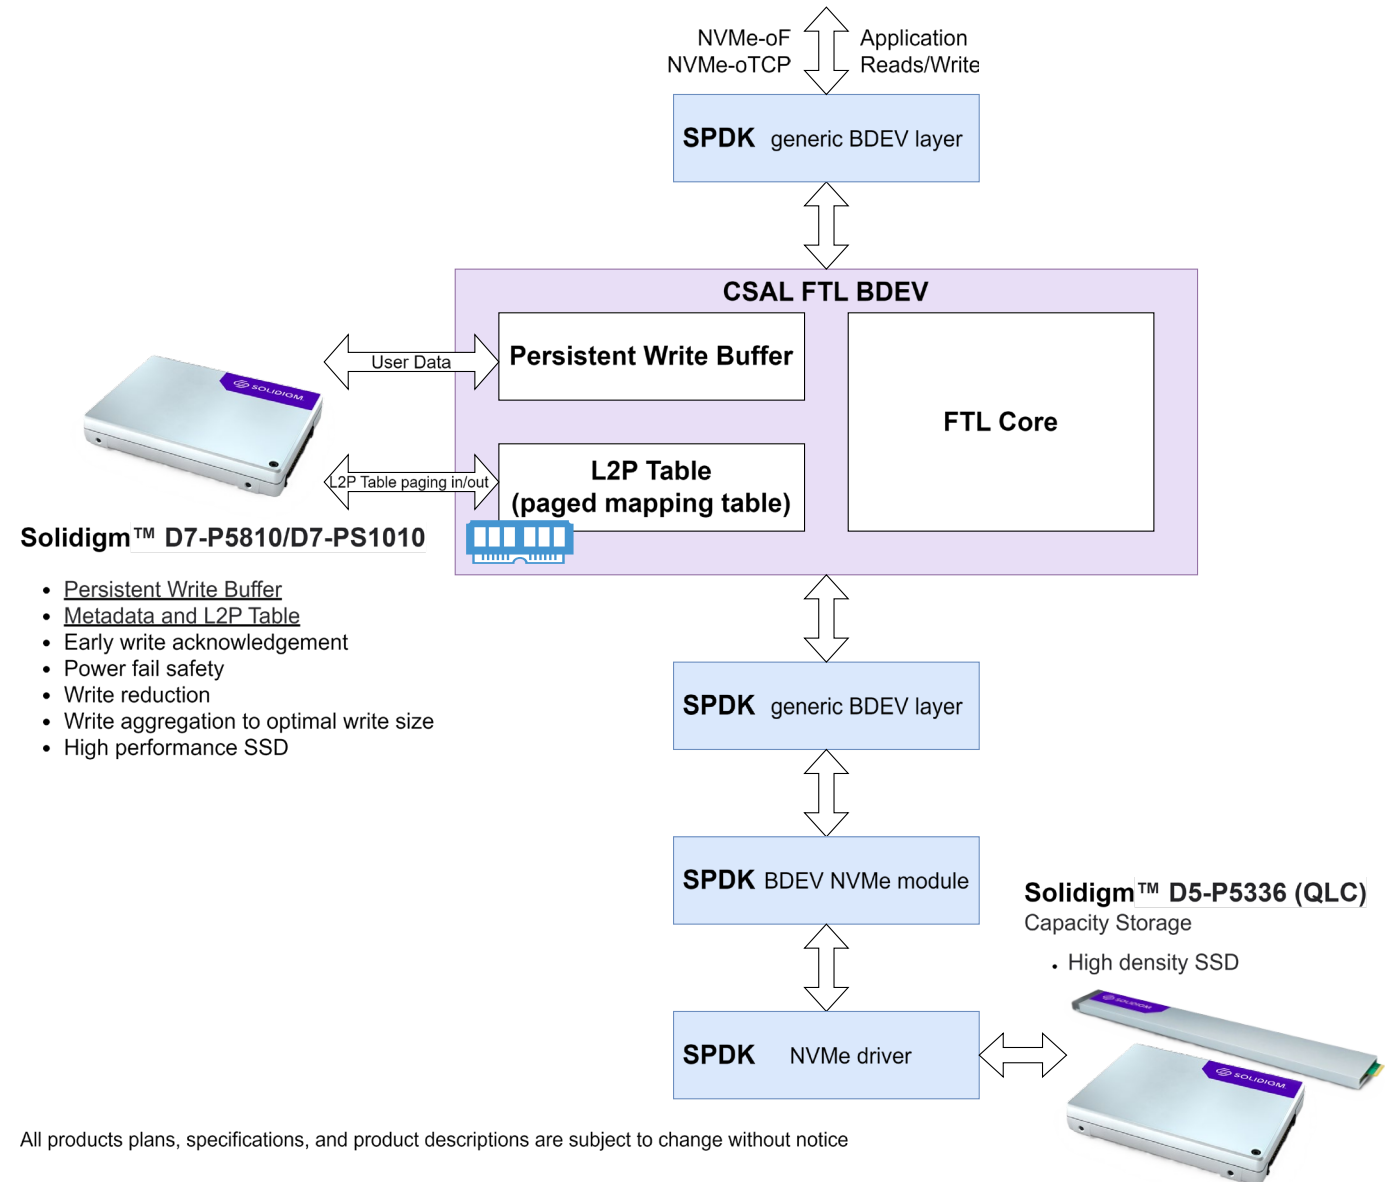 NVMe-oF
NVMe-oTCP
Application
Reads/Write
SPDK generic BDEV layer
CSAL FTL BDEV
Persistent Write Buffer
FTL Core
User Data
L2P Table
(paged mapping table)
L2P Table paging in/out
SOLIDIGM
Solidigm™ D7-P5810/D7-PS1010
• Persistent Write Buffer
• Metadata and L2P Table
• Early write acknowledgement
• Power fail safety
• Write reduction
• Write aggregation to optimal write size
• High performance SSD
SPDK generic BDEV layer
SPDK BDEV NVMe module
SPDK NVMe driver
Solidigm™ D5-P5336 (QLC)
Capacity Storage
• High density SSD
SOLIDIGM
SOLIDIGM
All products plans, specifications, and product descriptions are subject to change without notice